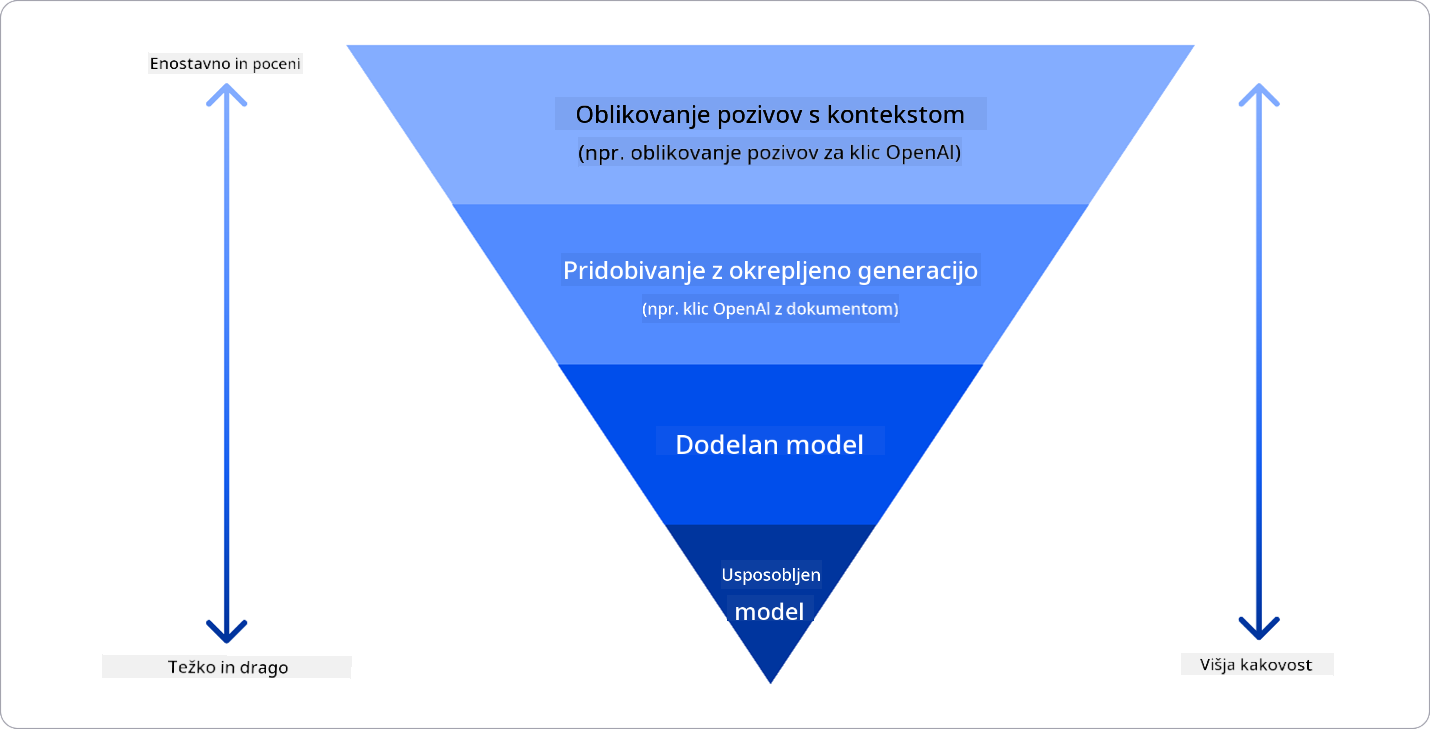 Enostavno in poceni
Oblikovanje pozivov s kontekstom
(npr. oblikovanje pozivov za klic OpenAI)
Pridobivanje z okrepljeno generacijo
(npr. klic OpenAI z dokumentom)
Dodelan model
Usposobljen
model
Težko in drago
Višja kakovost